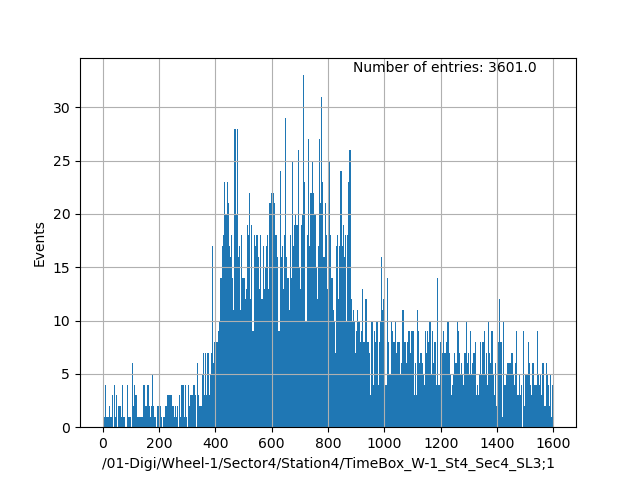 Number of entries: 3601.0
30
25
20
15
10
5
0
Events
0 200 400 600 800 1000 1200 1400 1600
/01-Digi/Wheel-1/Sector4/Station4/TimeBox_W-1_St4_Sec4_SL3;1